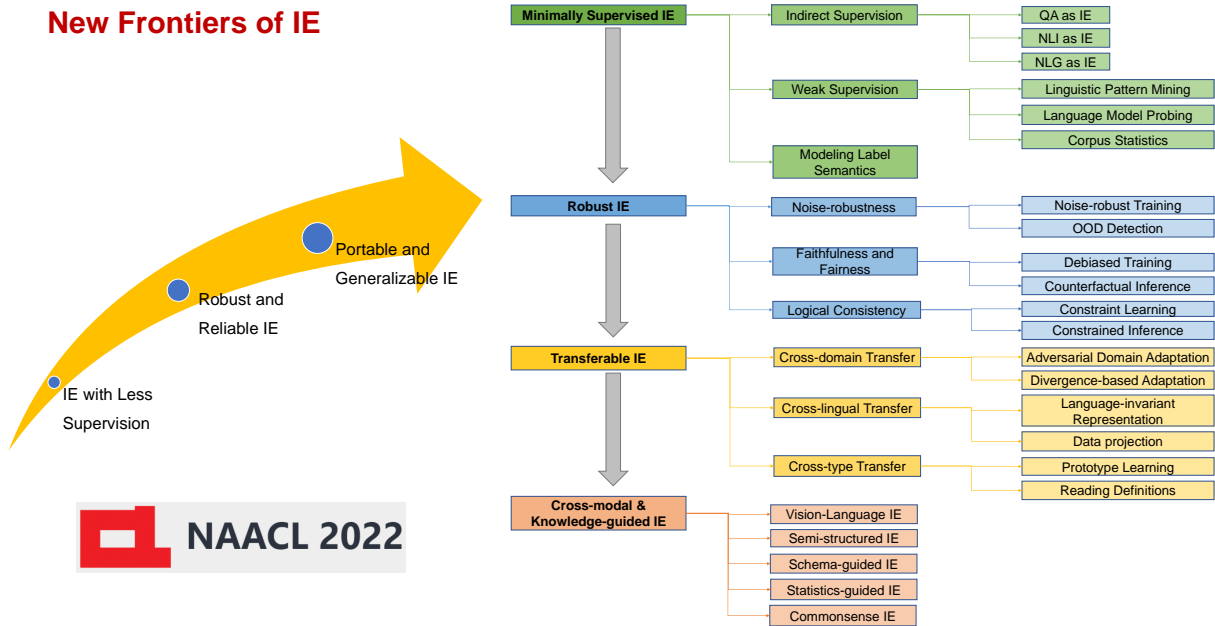 New Frontiers of IE
Portable and
Generalizable IE
Robust and
Reliable IE
IE with Less
Supervision
NAACL 2022
Minimally Supervised IE
Indirect Supervision
QA as IE
NLI as IE
NLG as IE
Weak Supervision
Linguistic Pattern Mining
Language Model Probing
Corpus Statistics
Modeling Label
Semantics
Robust IE
Noise-robustness
Noise-robust Training
OOD Detection
Faithfulness and
Fairness
Debiased Training
Counterfactual Inference
Logical Consistency
Constraint Learning
Constrained Inference
Transferable IE
Cross-domain Transfer
Adversarial Domain Adaptation
Divergence-based Adaptation
Cross-lingual Transfer
Language-invariant
Representation
Data projection
Cross-type Transfer
Prototype Learning
Reading Definitions
Cross-modal &
Knowledge-guided IE
Vision-Language IE
Semi-structured IE
Schema-guided IE
Statistics-guided IE
Commonsense IE